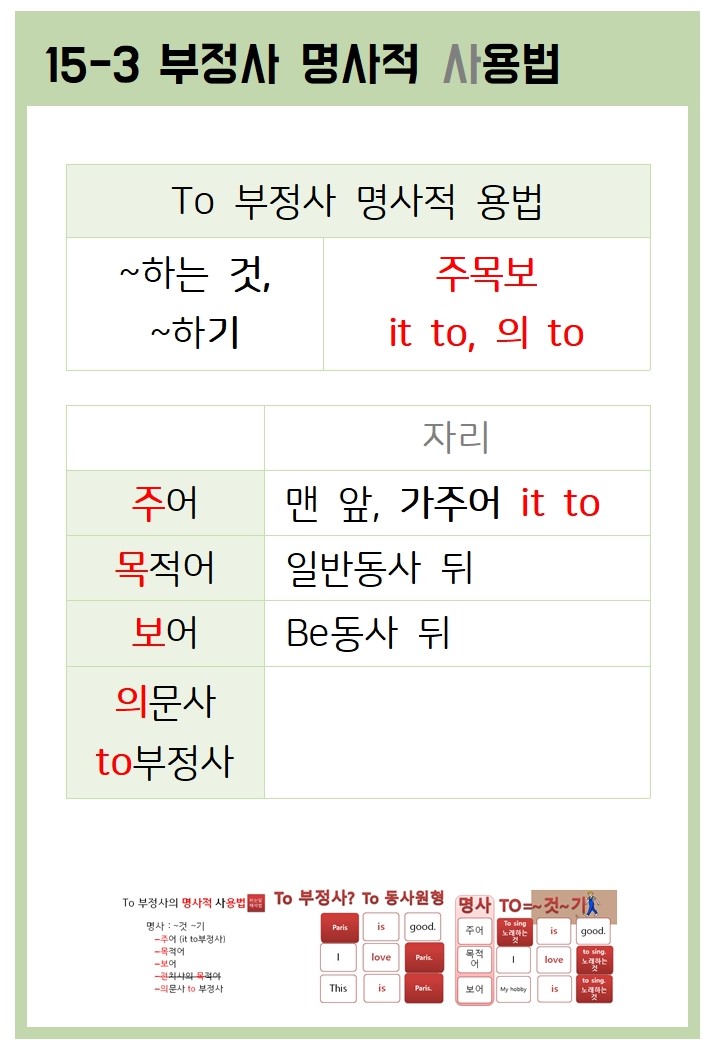 15-3 부정사 명사적 사용법
To 부정사 명사적 용법
~하는 것,
~하기
주목보
it to, 의 to
자리
주어
맨 앞, 가주어 it to
목적어
일반동사 뒤
보어
Be동사 뒤
의문사
to부정사
To 부정사의 명사적 사용법
명사 : ~것 ~기
–주어 (it to부정사)
–목적어
–보어
–전치사의 목적어
–의문사 to 부정사
To 부정사? To 동사원형
Paris is good.
I love Paris.
This is Paris.
명사 TO=~것~기
주어 To sing 노래하는 것 is good.
목적어 I love to sing. 노래하는 것
보어 My hobby is to sing. 노래하는 것